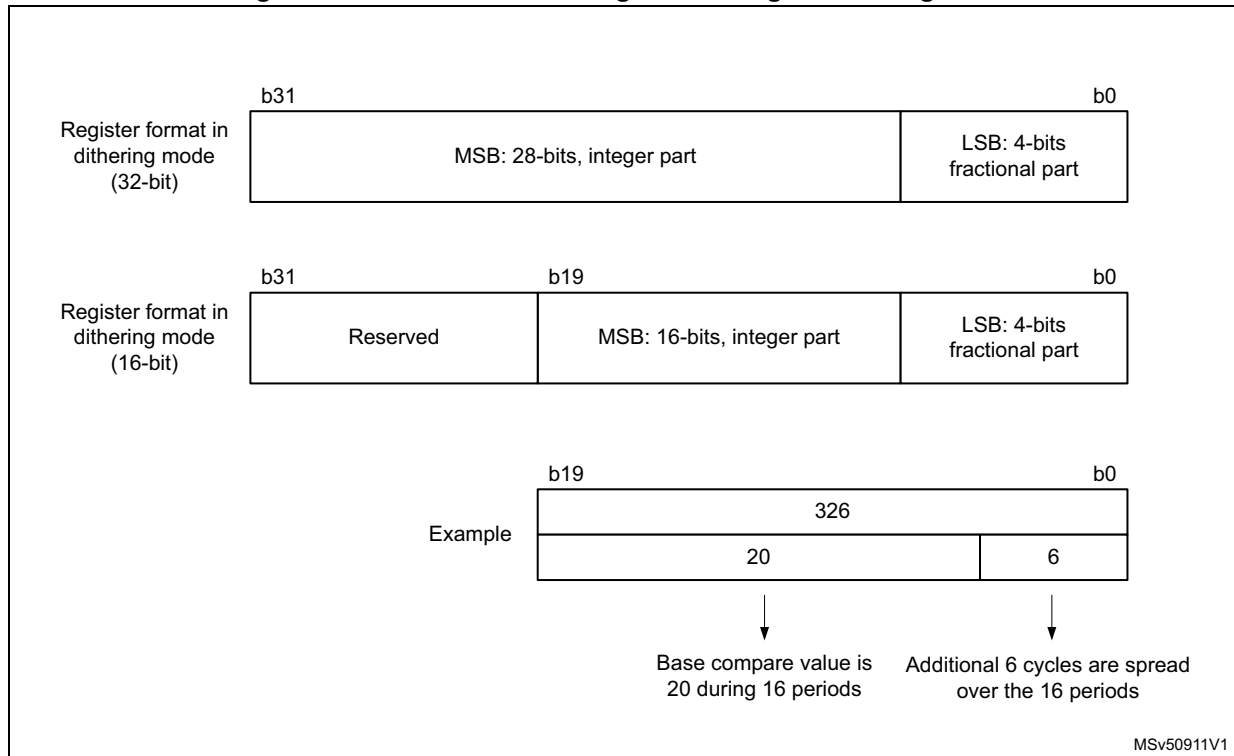 b31 b0
Register format in
dithering mode
(32-bit)
MSB: 28-bits, integer part
LSB: 4-bits
fractional part
b31 b19 b0
Register format in
dithering mode
(16-bit)
Reserved
MSB: 16-bits, integer part
LSB: 4-bits
fractional part
b19 b0
Example
326
20 6
Base compare value is
20 during 16 periods
Additional 6 cycles are spread
over the 16 periods
MSv50911V1